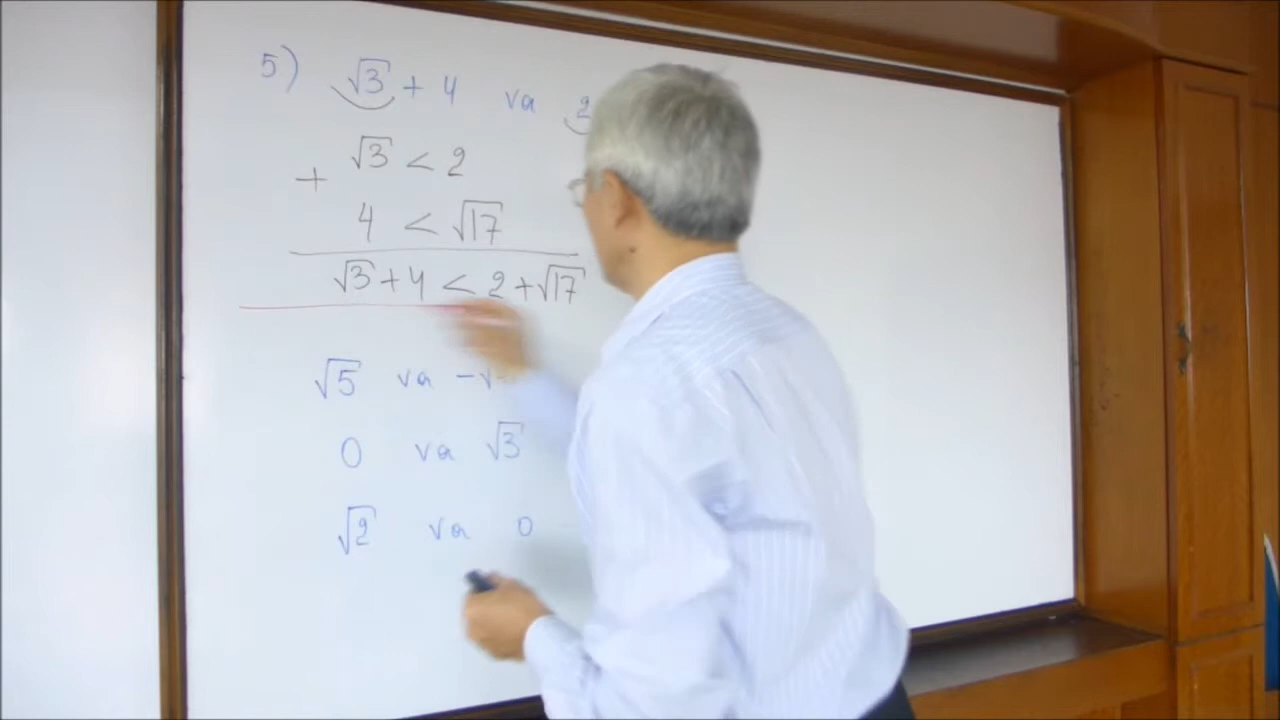 5) √3 + 4 va 2
+ √3 < 2
4 < √17
√3 + 4 < 2 + √17
√5 va -√
0 va √3
√2 va 0